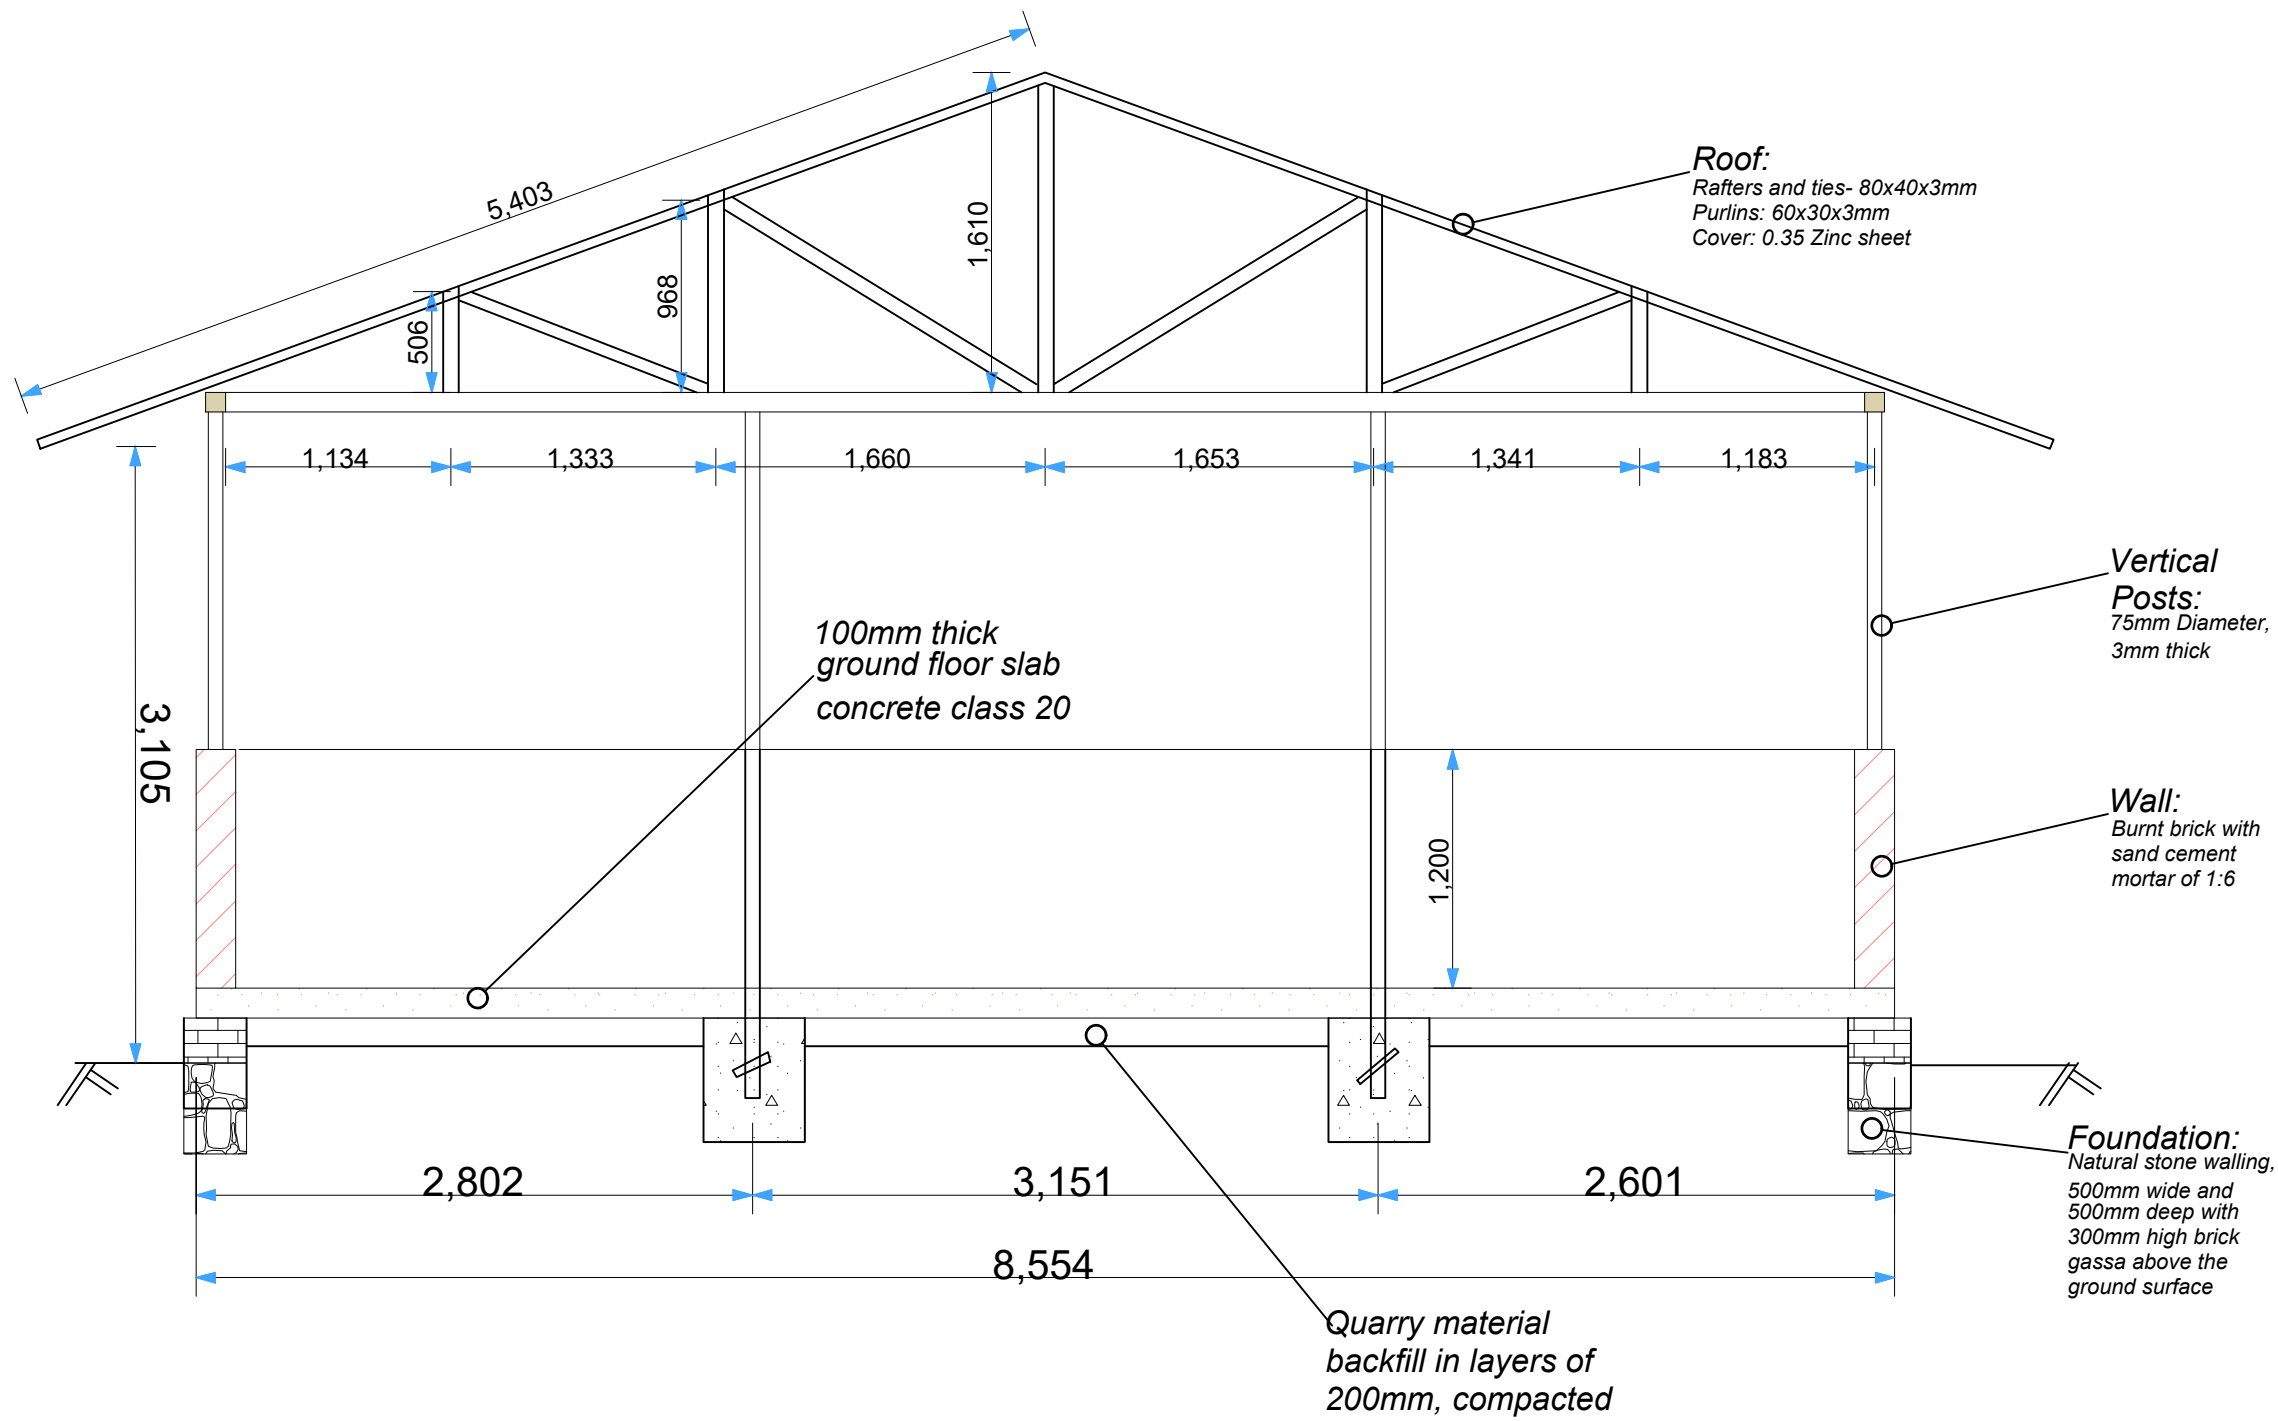 5,403
1,610
968
506
Roof:
Rafters and ties- 80x40x3mm
Purlins: 60x30x3mm
Cover: 0.35 Zinc sheet
1,134
1,333
1,660
1,653
1,341
1,183
Vertical
Posts:
75mm Diameter,
3mm thick
100mm thick
ground floor slab
concrete class 20
3,105
Wall:
Burnt brick with
sand cement
mortar of 1:6
1,200
Foundation:
Natural stone walling,
500mm wide and
500mm deep with
300mm high brick
gassa above the
ground surface
2,802
3,151
2,601
8,554
Quarry material
backfill in layers of
200mm, compacted